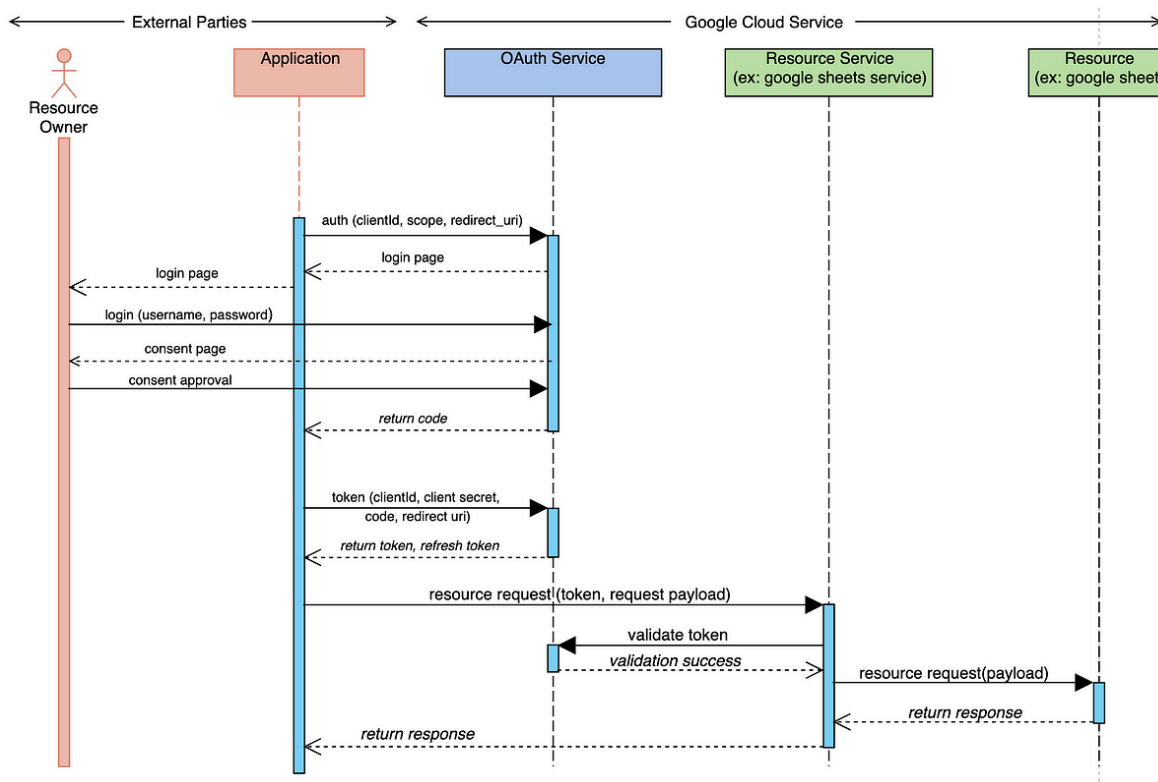 External Parties
Google Cloud Service
Application
OAuth Service
Resource Service
(ex: google sheets service)
Resource
(ex: google sheet
Resource
Owner
auth (clientId, scope, redirect_uri)
login page
login page
login (username, password)
consent page
consent approval
return code
token (clientId, client secret,
code, redirect uri)
return token, refresh token
resource request (token, request payload)
validate token
validation success
resource request(payload)
return response
return response